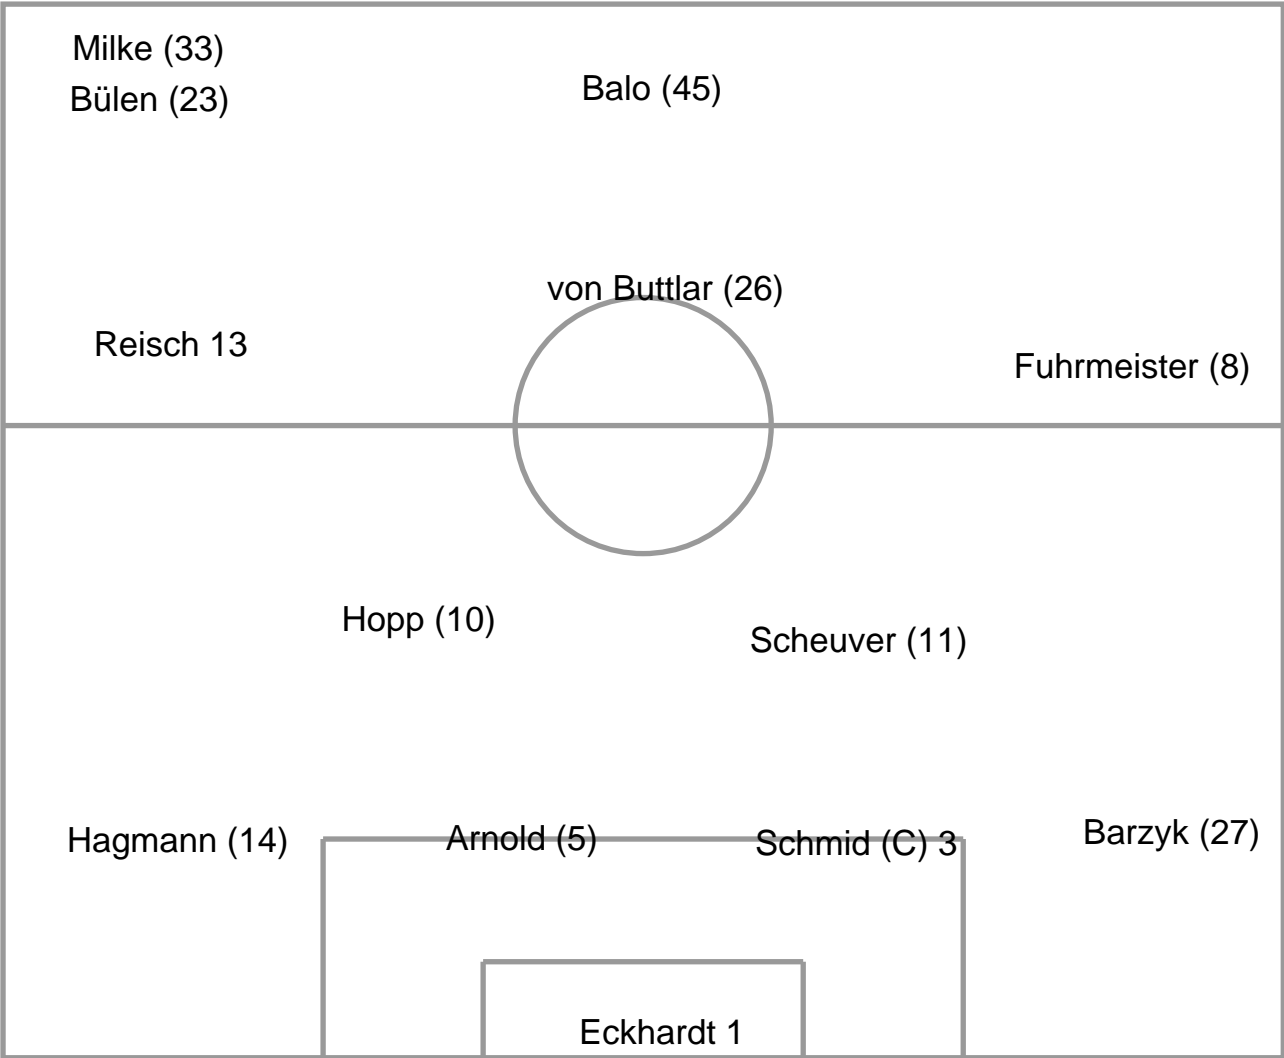 Milke (33)
Bülen (23)
Balo (45)
von Buttlar (26)
Reisch 13
Fuhrmeister (8)
Hopp (10)
Scheuver (11)
Hagmann (14)
Arnold (5)
Schmid (C) 3
Barzyk (27)
Eckhardt 1